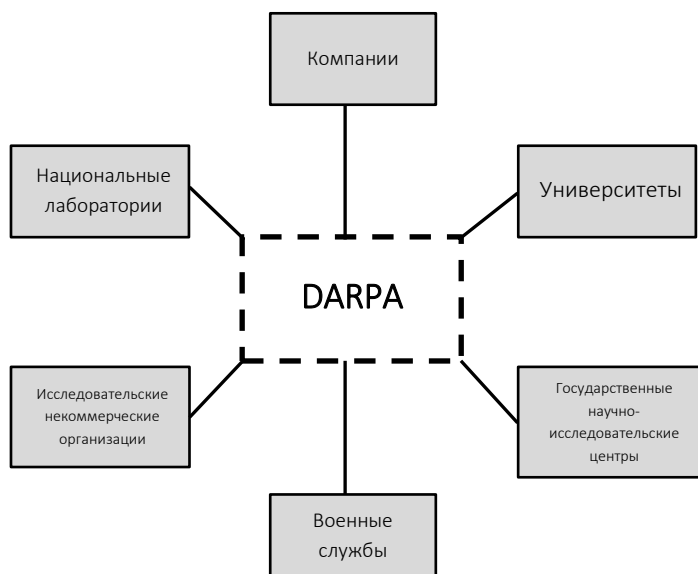 Компании
Национальные
лаборатории
Университеты
DARPA
Исследовательские
некоммерческие
организации
Государственные
научно-
исследовательские
центры
Военные
службы